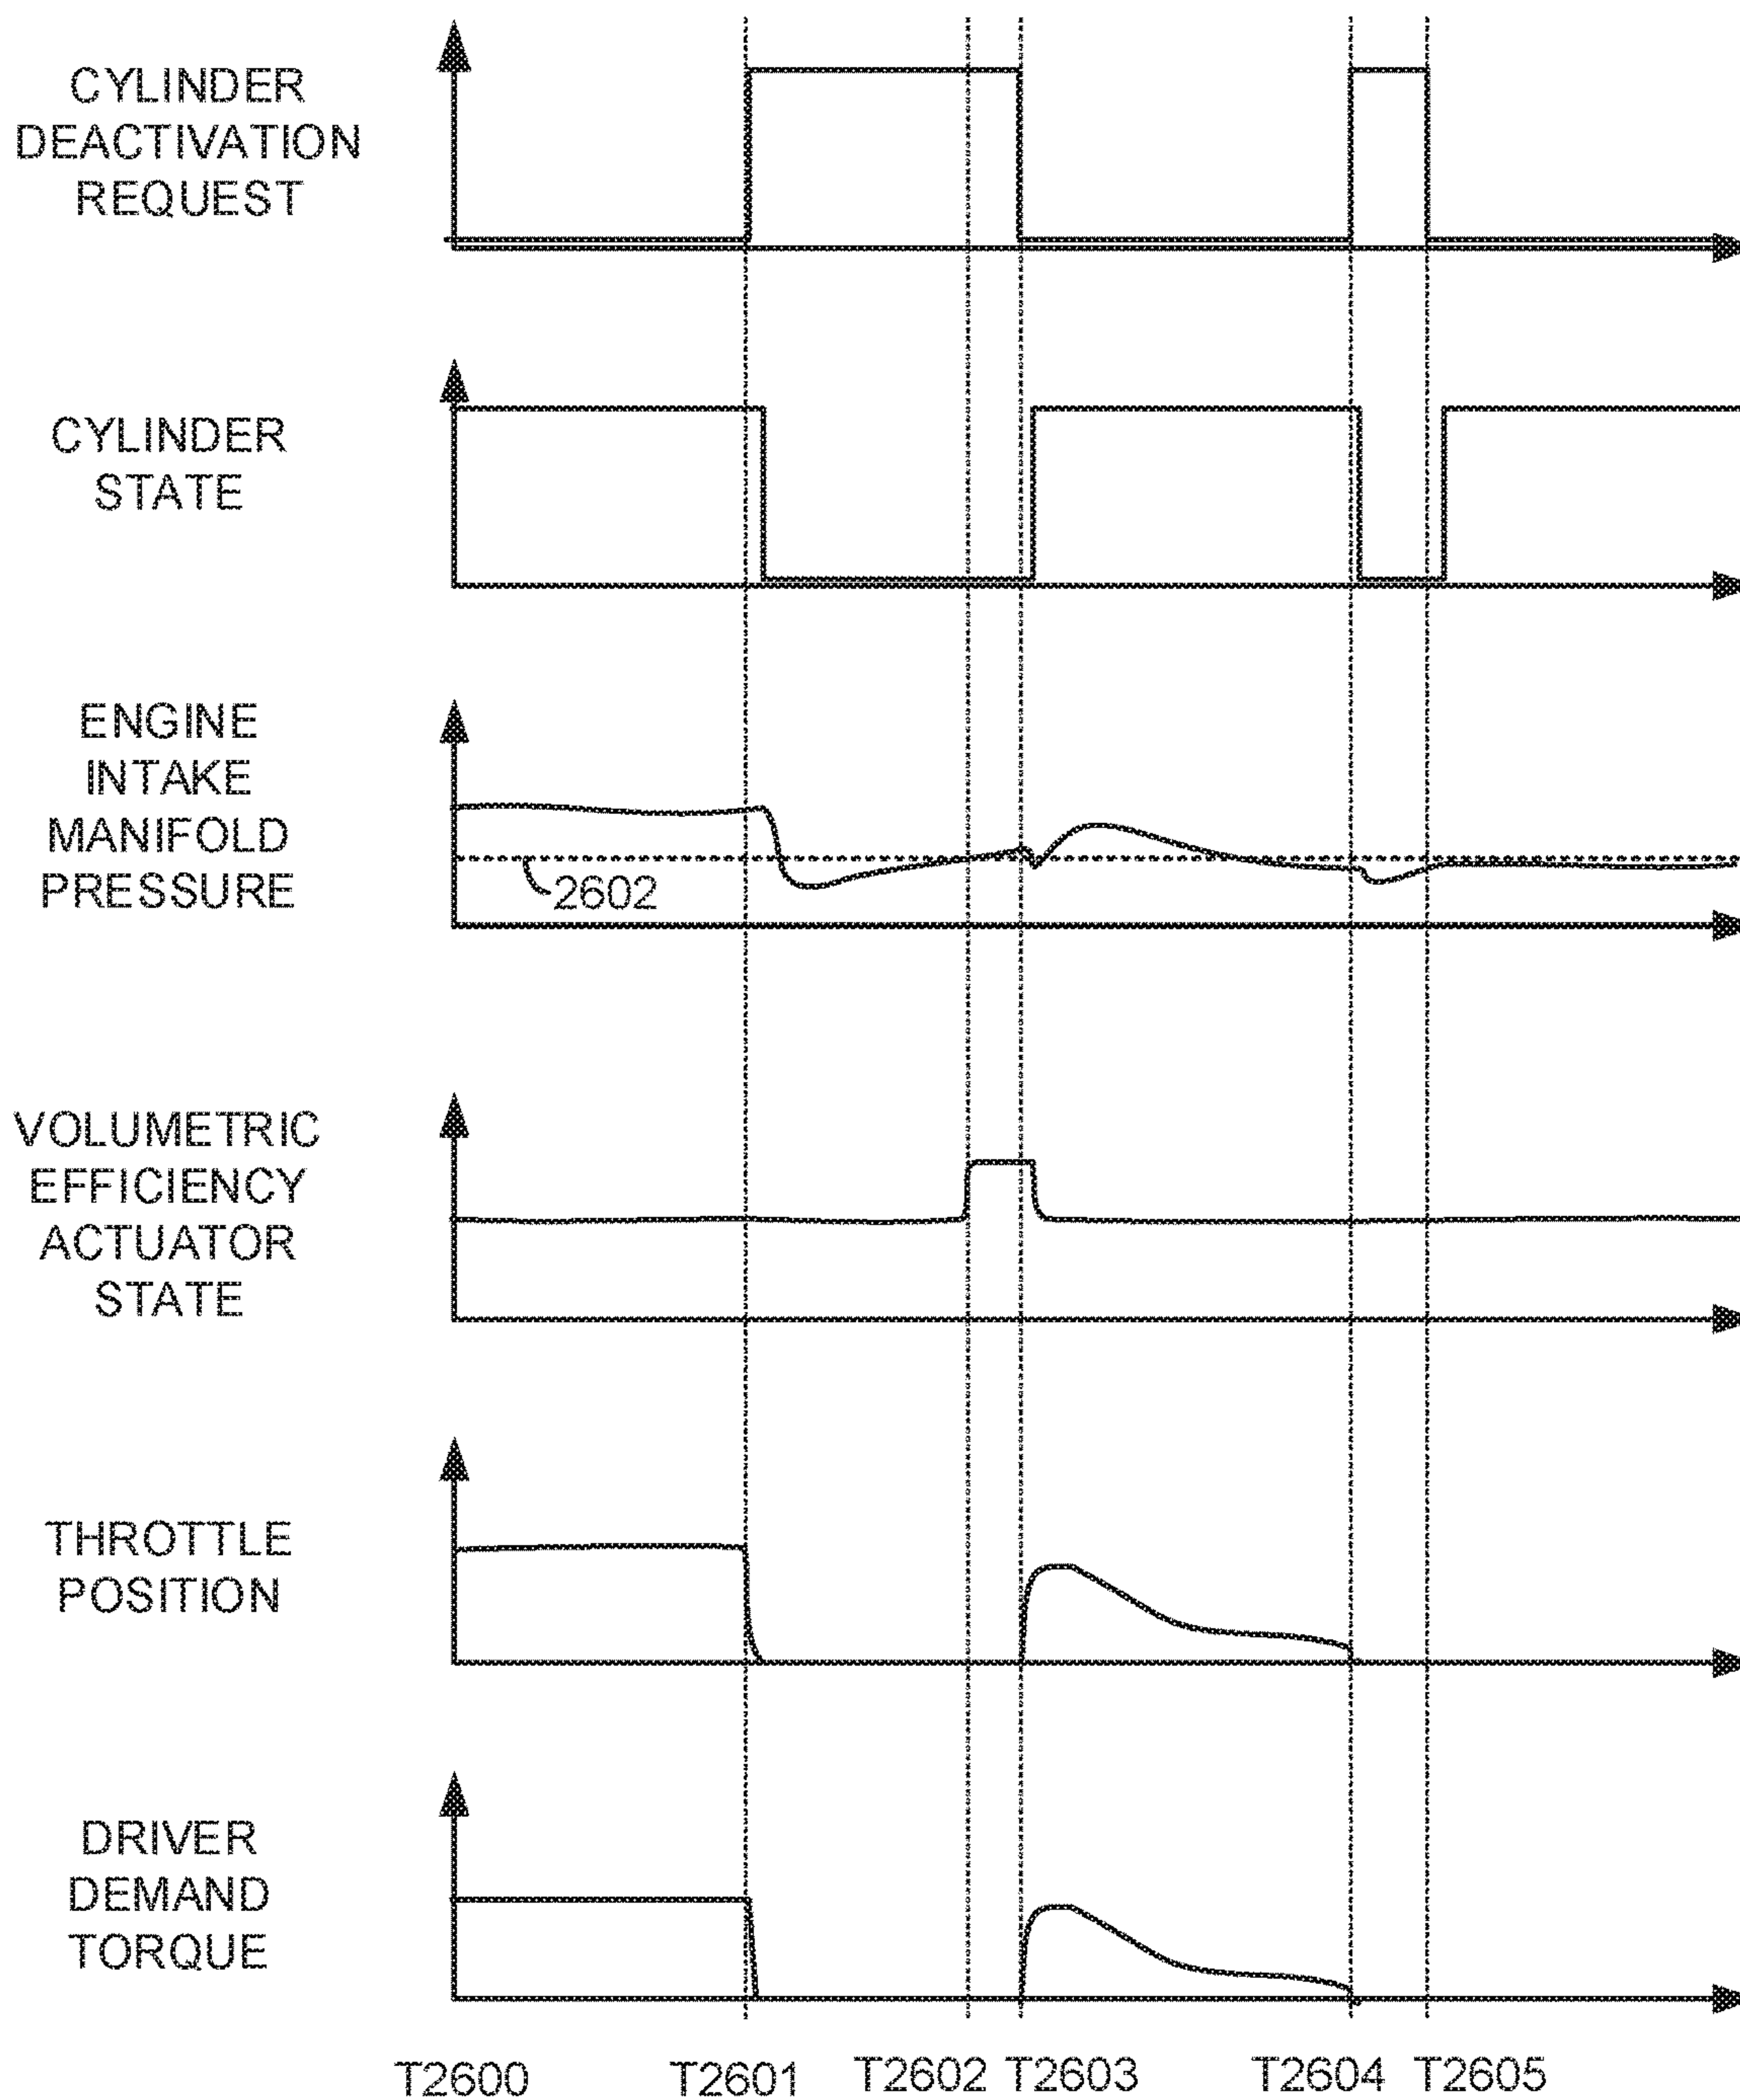 CYLINDER
DEACTIVATION
REQUEST
CYLINDER
STATE
ENGINE
INTAKE
MANIFOLD
PRESSURE
2602
VOLUMETRIC
EFFICIENCY
ACTUATOR
STATE
THROTTLE
POSITION
DRIVER
DEMAND
TORQUE
T2600 T2601 T2602 T2603 T2604 T2605